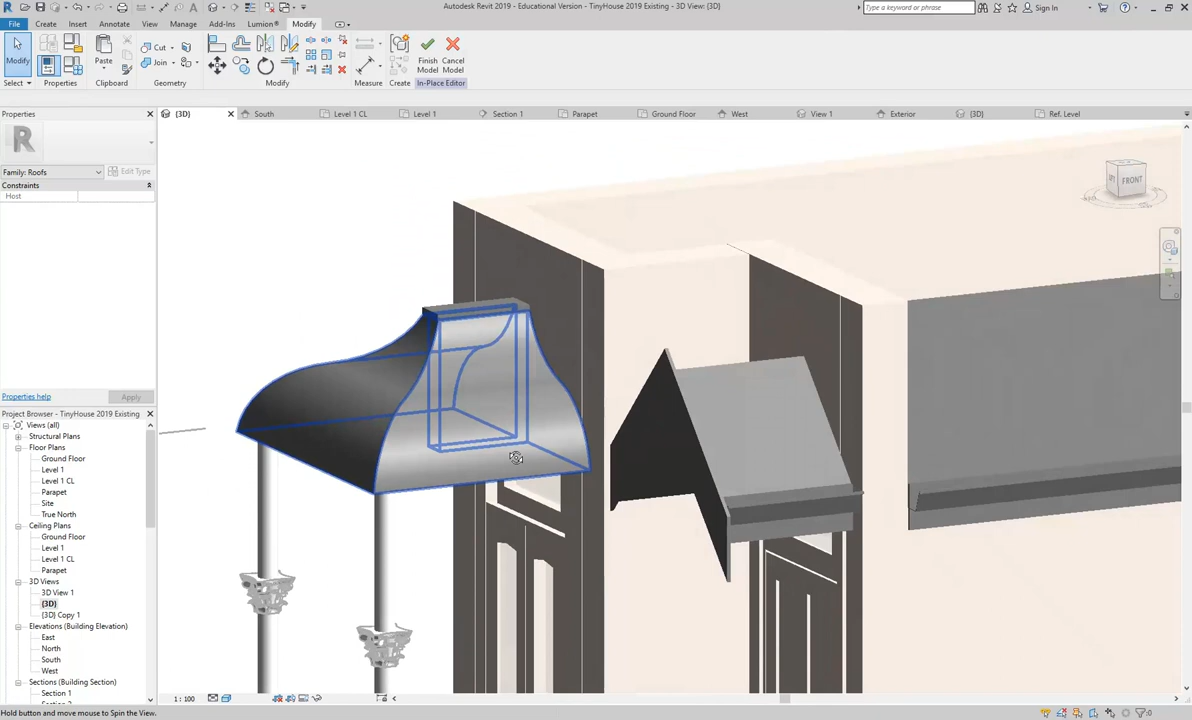 Autodesk Revit 2019 - Educational Version - TinyHouse 2019 Existing - 3D View: {3D}
Type a keyword or phrase
Sign In
File
Create
Insert
Annotate
View
Manage
Add-Ins
Lumion®
Modify
Modify
Paste
Cut
Join
Finish
Model
Cancel
Model
Select
Properties
Clipboard
Geometry
Modify
Measure
Create
In-Place Editor
Properties
{3D}
South
Level 1 CL
Level 1
Section 1
Parapet
Ground Floor
West
View 1
Exterior
{3D}
Ref. Level
Family: Roofs
Edit Type
Constraints
Host
FRONT
Properties help
Apply
Project Browser - TinyHouse 2019 Existing
Views (all)
Structural Plans
Floor Plans
Ground Floor
Level 1
Level 1 CL
Parapet
Site
True North
Ceiling Plans
Ground Floor
Level 1
Level 1 CL
Parapet
3D Views
3D View 1
{3D}
{3D} Copy 1
Elevations (Building Elevation)
East
North
South
West
Sections (Building Section)
Section 1
1 : 100
Hold button and move mouse to Spin the View.
:0